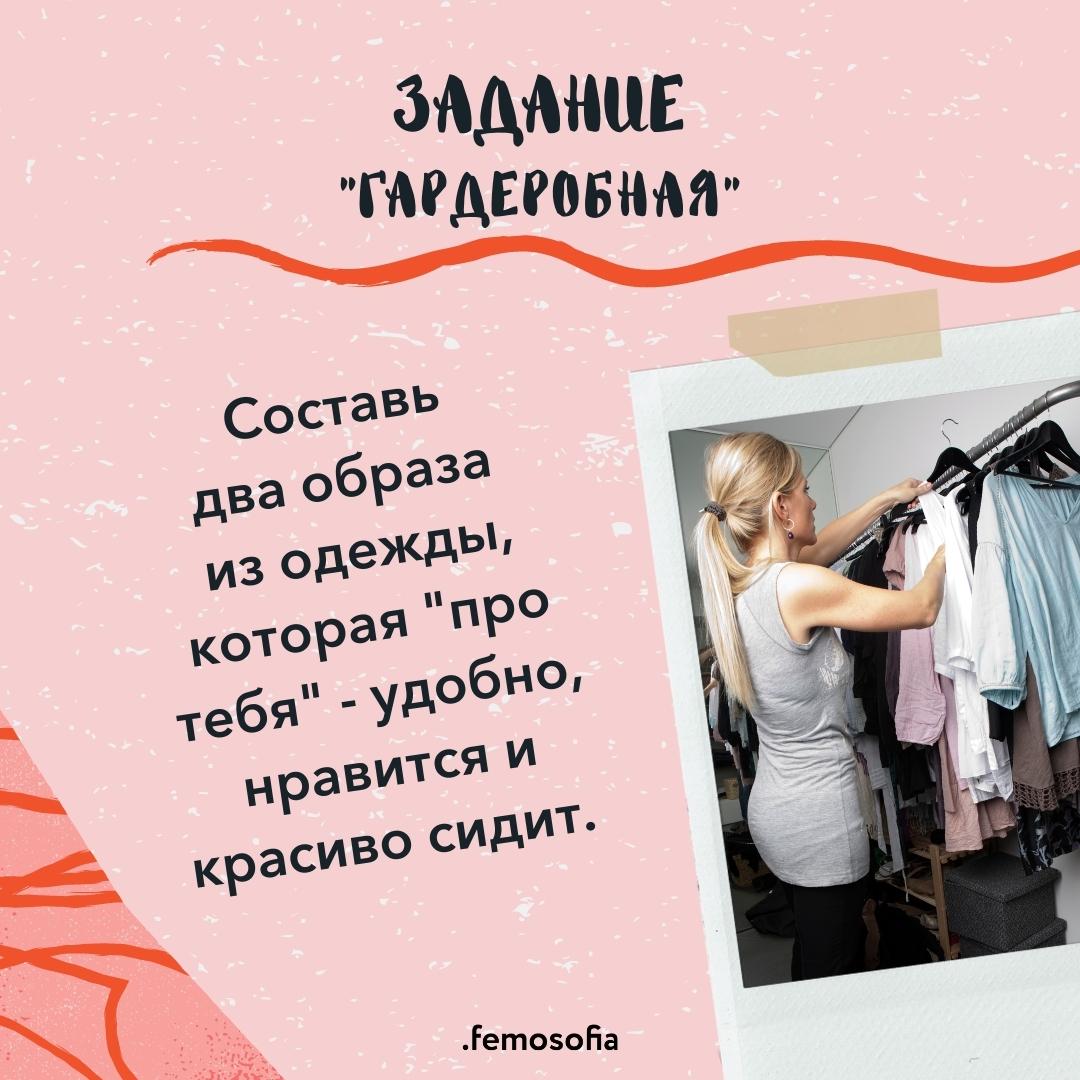 ЗАДАНИЕ
"ГАРДЕРОБНАЯ"
Составь
два образа
из одежды,
которая "про
тебя" - удобно,
нравится и
красиво сидит.
.femosofia